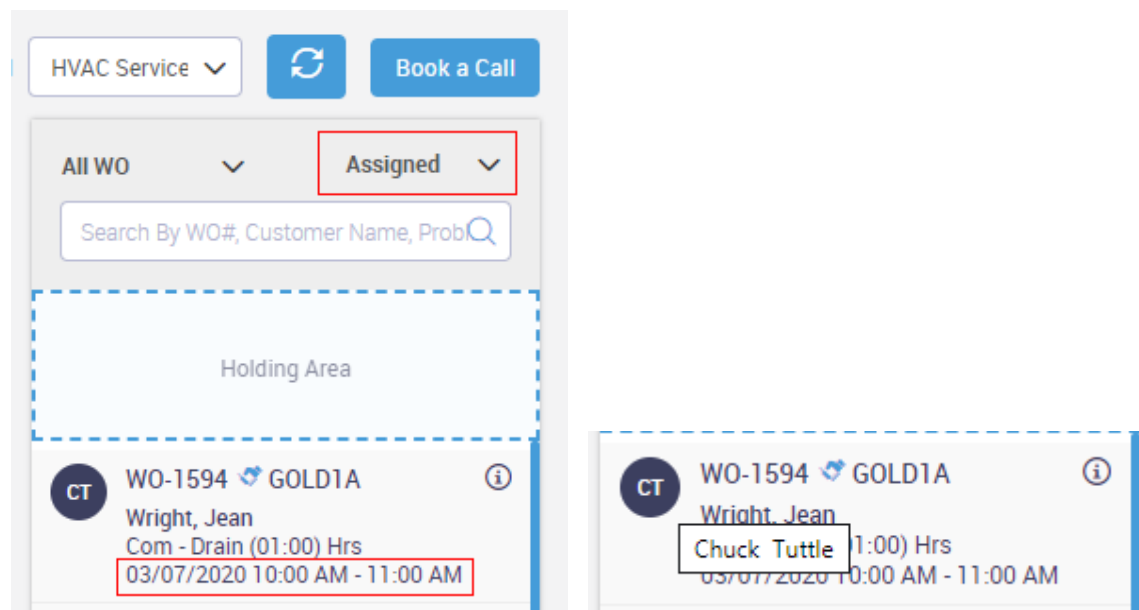 HVAC Service
Book a Call
All WO
Assigned
Search By WO#, Customer Name, Probl
Holding Area
CT
WO-1594 GOLD1A
Wright, Jean
Com - Drain (01:00) Hrs
03/07/2020 10:00 AM - 11:00 AM
CT
WO-1594 GOLD1A
Wright, Jean
Chuck Tuttle 1:00) Hrs
03/07/2020 10:00 AM - 11:00 AM